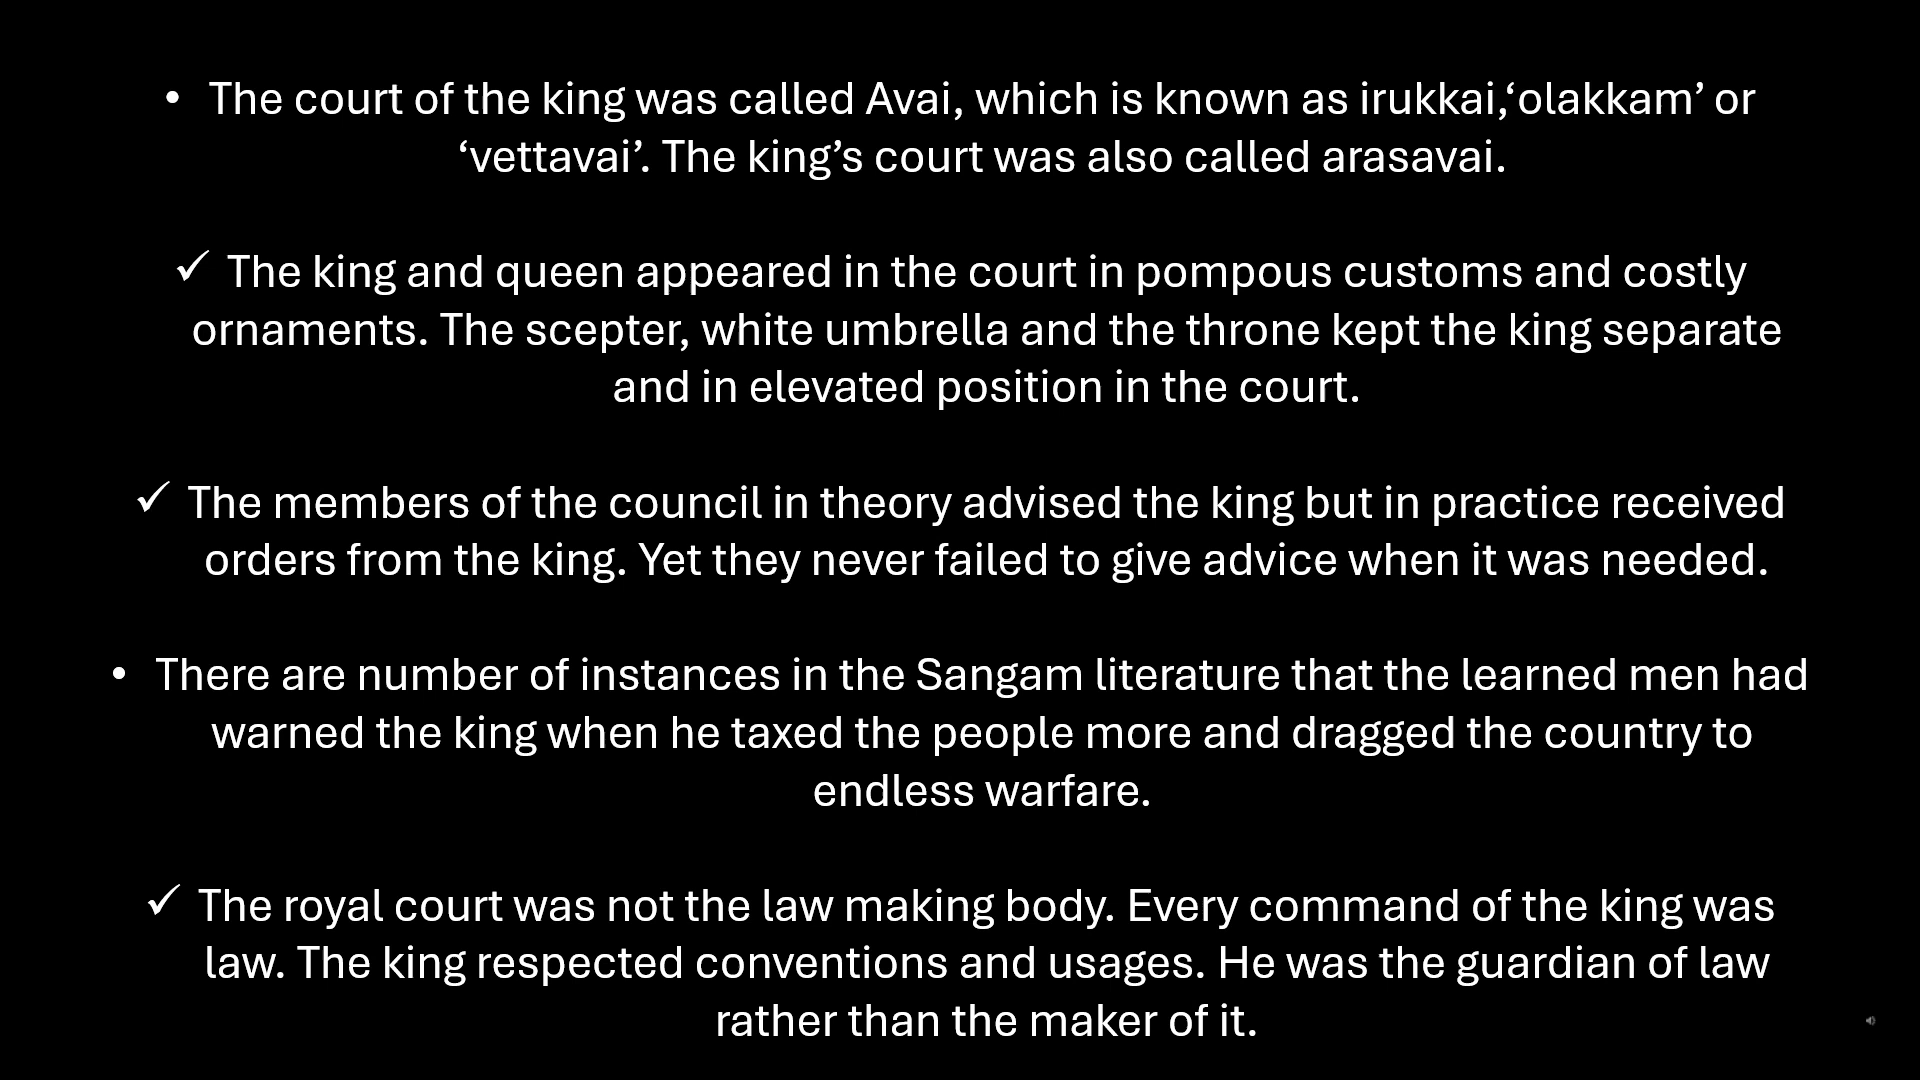 • The court of the king was called Avai, which is known as irukkai,‘olakkam’ or
‘vettavai’. The king’s court was also called arasavai.
✓ The king and queen appeared in the court in pompous customs and costly
ornaments. The scepter, white umbrella and the throne kept the king separate
and in elevated position in the court.
✓ The members of the council in theory advised the king but in practice received
orders from the king. Yet they never failed to give advice when it was needed.
• There are number of instances in the Sangam literature that the learned men had
warned the king when he taxed the people more and dragged the country to
endless warfare.
✓ The royal court was not the law making body. Every command of the king was
law. The king respected conventions and usages. He was the guardian of law
rather than the maker of it.